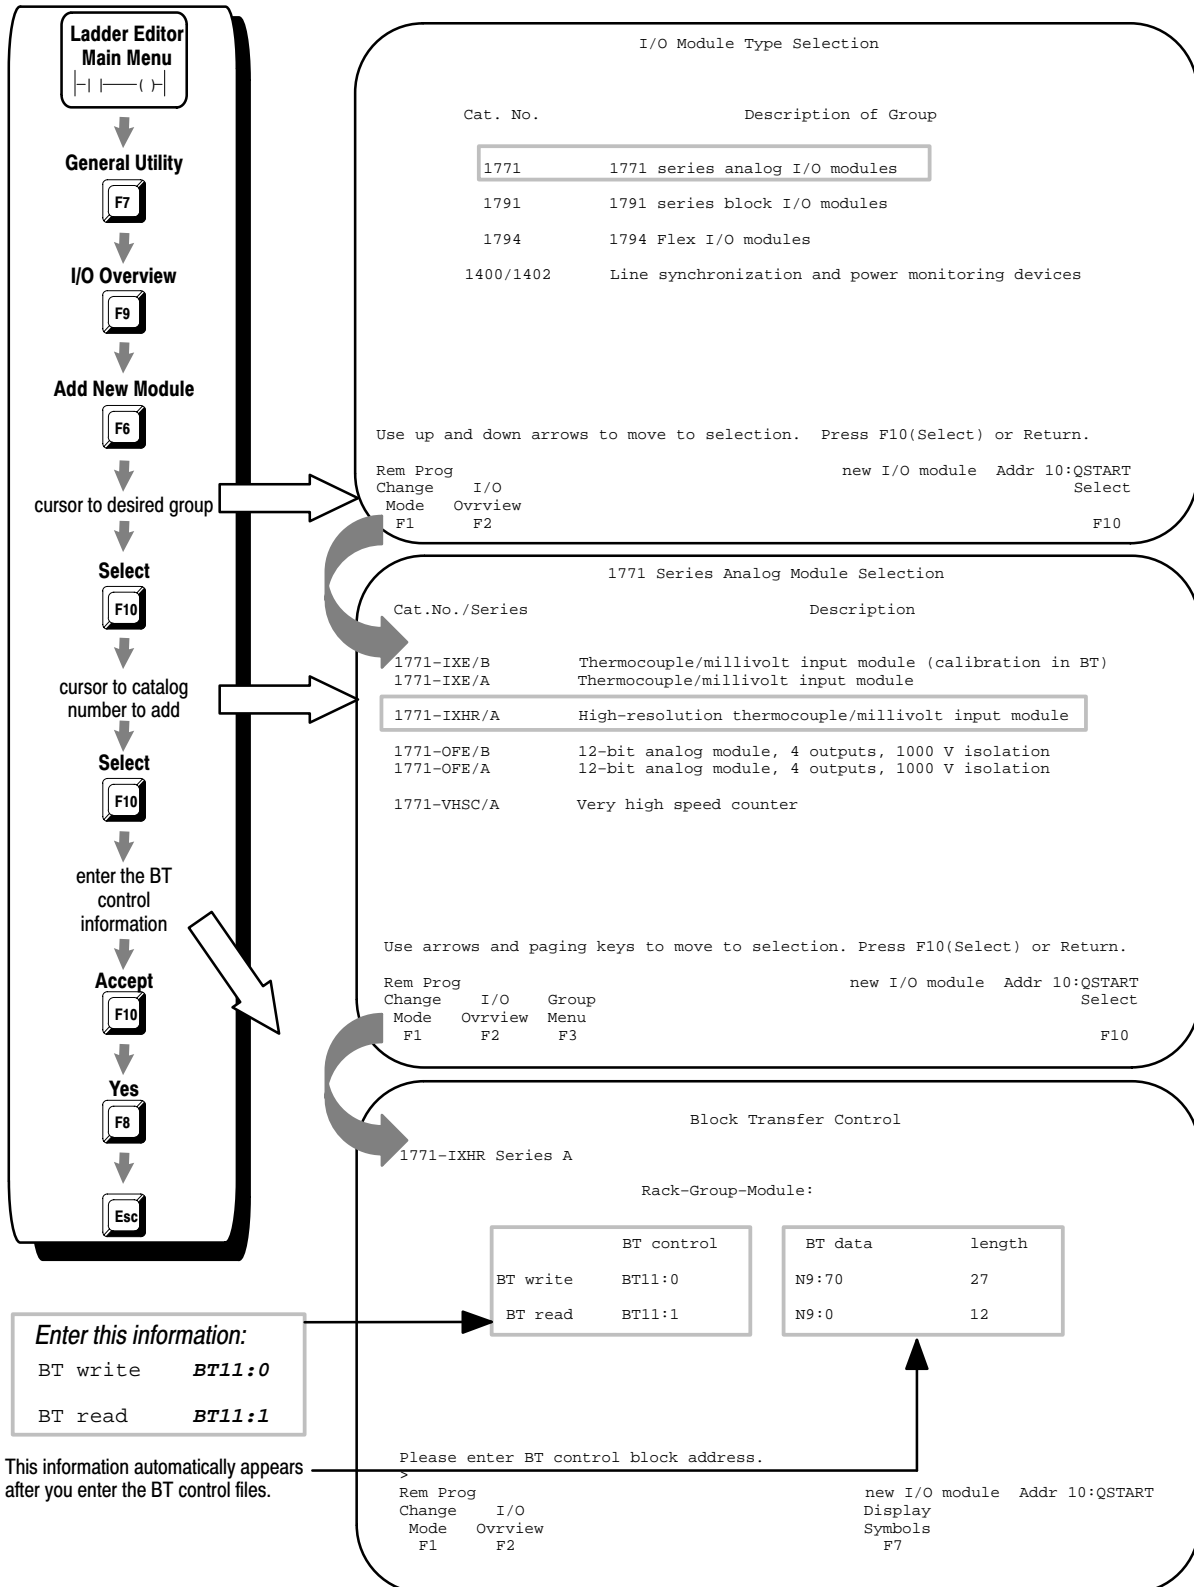 Ladder Editor
Main Menu
General Utility
F7
I/O Overview
F9
Add New Module
F6
cursor to desired group
Select
F10
cursor to catalog
number to add
Select
F10
enter the BT
control
information
Accept
F10
Yes
F8
Esc
I/O Module Type Selection
Cat. No. Description of Group
1771 1771 series analog I/O modules
1791 1791 series block I/O modules
1794 1794 Flex I/O modules
1400/1402 Line synchronization and power monitoring devices
Use up and down arrows to move to selection. Press F10(Select) or Return.
Rem Prog new I/O module Addr 10:QSTART
Change I/O Select
Mode Ovrview
F1 F2 F10
1771 Series Analog Module Selection
Cat.No./Series Description
1771-IXE/B Thermocouple/millivolt input module (calibration in BT)
1771-IXE/A Thermocouple/millivolt input module
1771-IXHR/A High-resolution thermocouple/millivolt input module
1771-OFE/B 12-bit analog module, 4 outputs, 1000 V isolation
1771-OFE/A 12-bit analog module, 4 outputs, 1000 V isolation
1771-VHSC/A Very high speed counter
Use arrows and paging keys to move to selection. Press F10(Select) or Return.
Rem Prog new I/O module Addr 10:QSTART
Change I/O Group Select
Mode Ovrview Menu
F1 F2 F3 F10
Block Transfer Control
1771-IXHR Series A
Rack-Group-Module:
BT control BT data length
BT write BT11:0 N9:70 27
BT read BT11:1 N9:0 12
Enter this information:
BT write BT11:0
BT read BT11:1
This information automatically appears
after you enter the BT control files.
Please enter BT control block address.
>
Rem Prog new I/O module Addr 10:QSTART
Change I/O Display
Mode Ovrview Symbols
F1 F2 F7